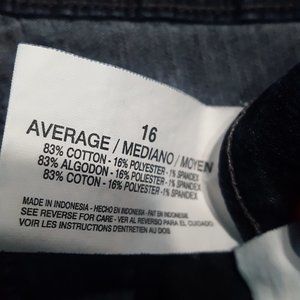 16
AVERAGE / MEDIANO / MOYEN
83% COTTON - 16% POLYESTER - 1% SPANDEX
83% ALGODON - 16% POLYESTER - 1% SPANDEX
83% COTON - 16% POLYESTER - 1% SPANDEX
MADE IN INDONESIA - HECHO EN INDONESIA - FAIT EN INDONESIA
SEE REVERSE FOR CARE - VER AL REVERSO PARA EL CUIDADO
VOIR LES INSTRUCTIONS D'ENTRETIEN AU DOS